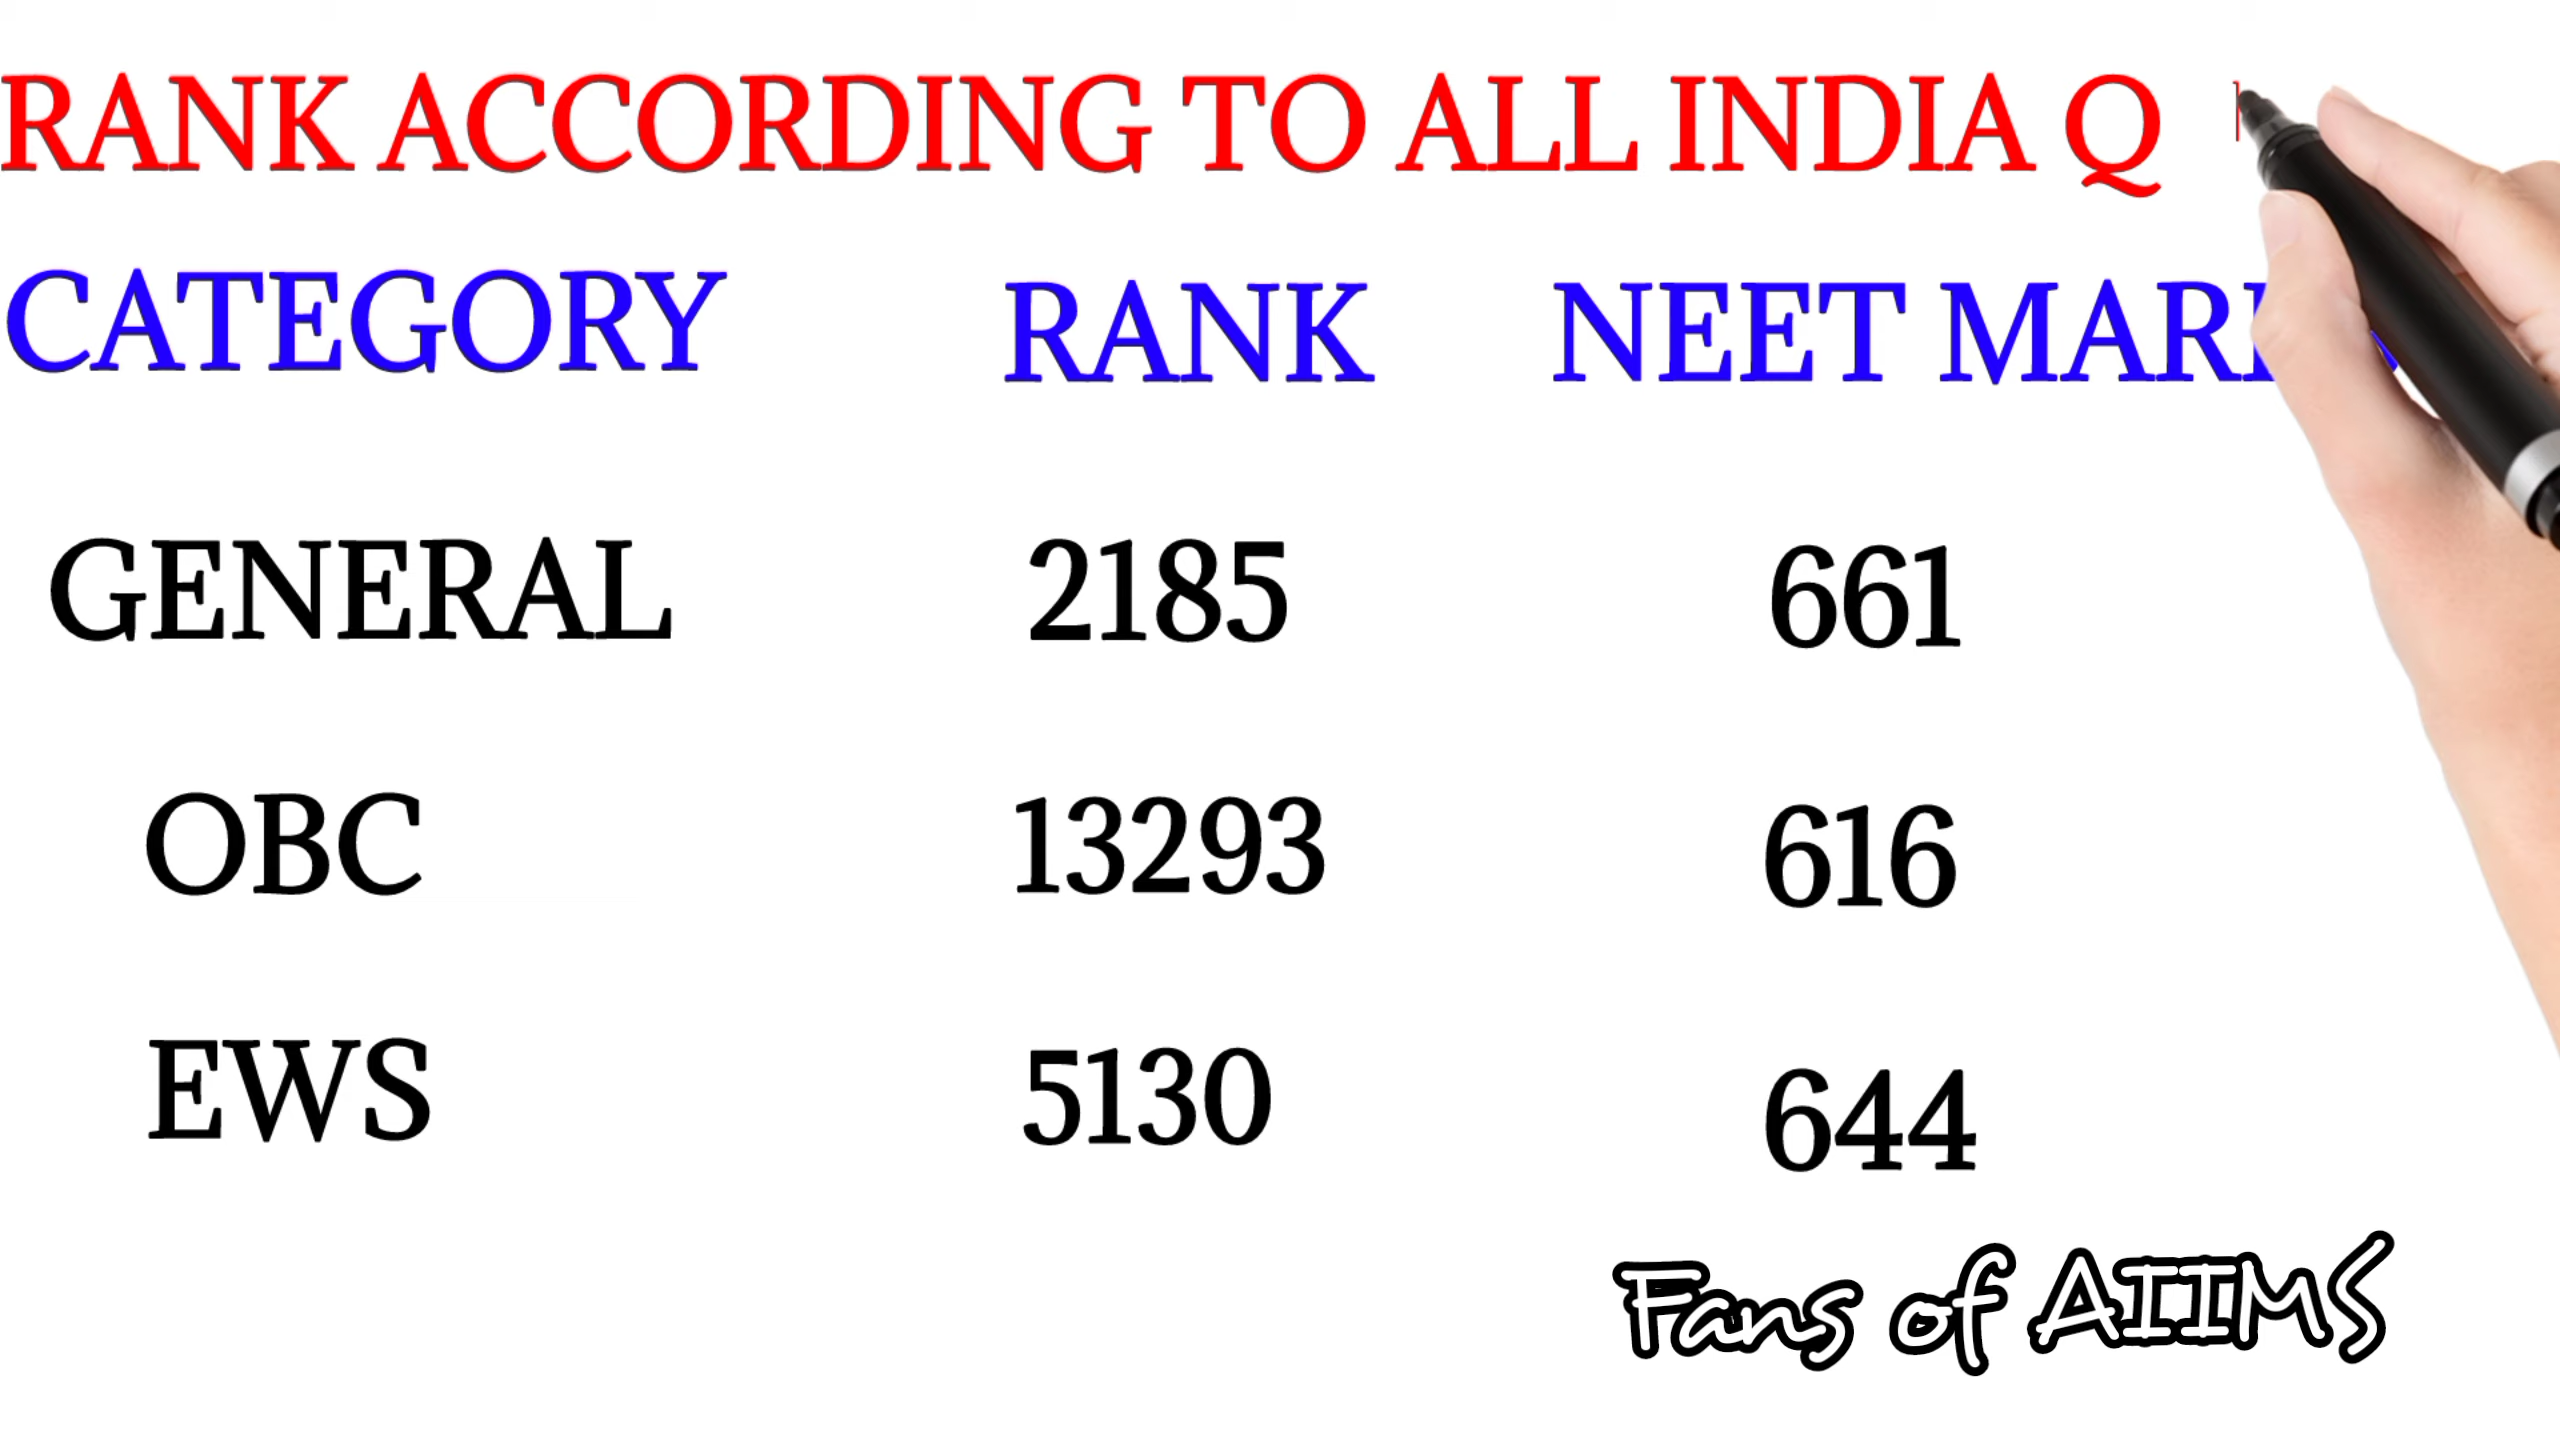 RANK ACCORDING TO ALL INDIA Q
CATEGORY RANK NEET
GENERAL 2185 661
OBC 13293 616
EWS 5130 644
Fans of AIIMS